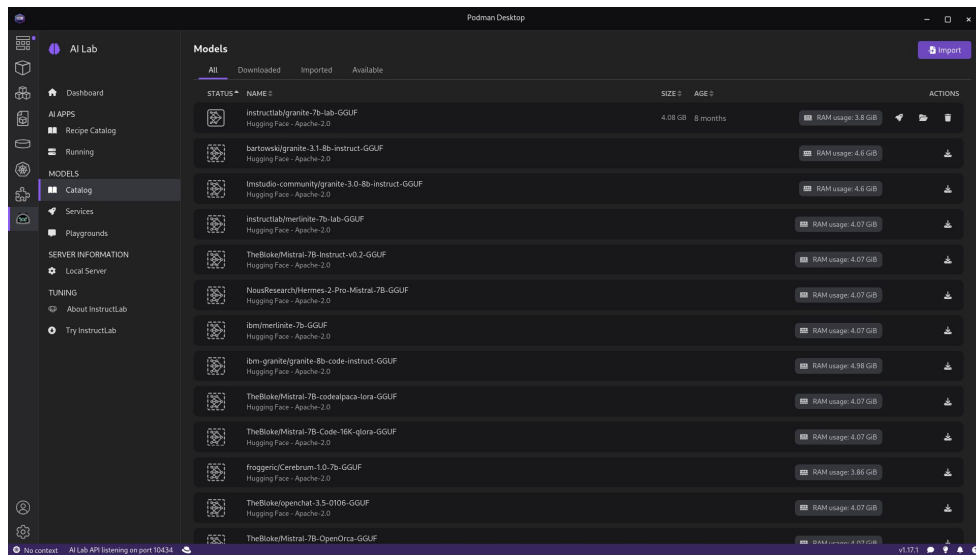 Podman Desktop
AI Lab
Dashboard
AI APPS
Recipe Catalog
Running
MODELS
Catalog
Services
Playgrounds
SERVER INFORMATION
Local Server
TUNING
About InstructLab
Try InstructLab
Models
Import
All Downloaded Imported Available
STATUS NAME SIZE AGE ACTIONS
instructlab/granite-7b-lab-GGUF
Hugging Face - Apache-2.0
4.08 GB 8 months RAM usage: 3.8 GiB
bartowski/granite-3.1-8b-instruct-GGUF
Hugging Face - Apache-2.0
RAM usage: 4.6 GiB
lmstudio-community/granite-3.0-8b-instruct-GGUF
Hugging Face - Apache-2.0
RAM usage: 4.6 GiB
instructlab/merlinite-7b-lab-GGUF
Hugging Face - Apache-2.0
RAM usage: 4.07 GiB
TheBloke/Mistral-7B-Instruct-v0.2-GGUF
Hugging Face - Apache-2.0
RAM usage: 4.07 GiB
NousResearch/Hermes-2-Pro-Mistral-7B-GGUF
Hugging Face - Apache-2.0
RAM usage: 4.07 GiB
ibm/merlinite-7b-GGUF
Hugging Face - Apache-2.0
RAM usage: 4.07 GiB
ibm-granite/granite-8b-code-instruct-GGUF
Hugging Face - Apache-2.0
RAM usage: 4.98 GiB
TheBloke/Mistral-7B-codealpaca-lora-GGUF
Hugging Face - Apache-2.0
RAM usage: 4.07 GiB
TheBloke/Mistral-7B-Code-16K-qlora-GGUF
Hugging Face - Apache-2.0
RAM usage: 4.07 GiB
froggeric/Cerebrum-1.0-7b-GGUF
Hugging Face - Apache-2.0
RAM usage: 3.86 GiB
TheBloke/openchat-3.5-0106-GGUF
Hugging Face - Apache-2.0
RAM usage: 4.07 GiB
TheBloke/Mistral-7B-OpenOrca-GGUF
RAM usage: 4.07 GiB
No context AI Lab API listening on port 10434 v1.17.1